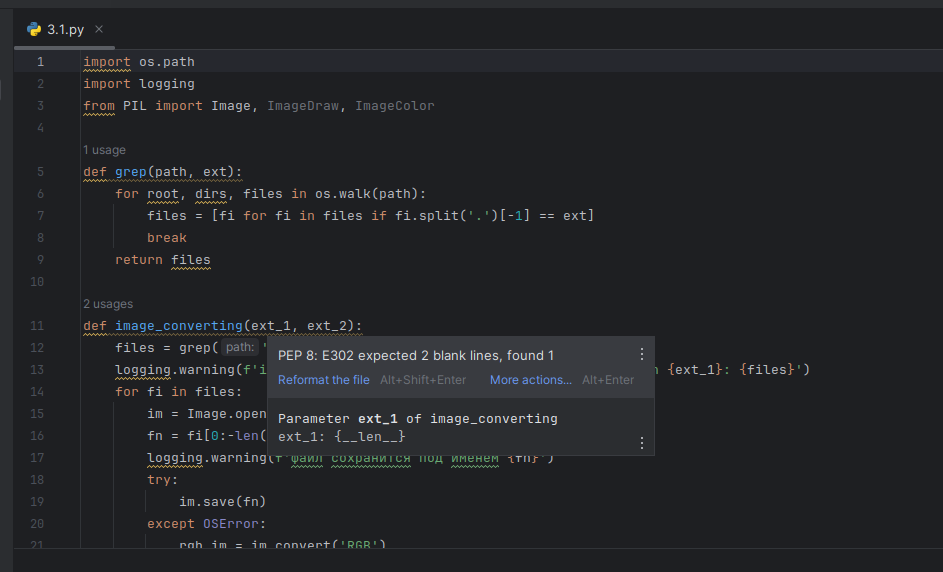 3.1.py
1 import os.path
2 import logging
3 from PIL import Image, ImageDraw, ImageColor
4
1 usage
5 def grep(path, ext):
6 for root, dirs, files in os.walk(path):
7 files = [fi for fi in files if fi.split('.')[-1] == ext]
8 break
9 return files
10
2 usages
11 def image_converting(ext_1, ext_2):
12 files = grep( path: '
PEP 8: E302 expected 2 blank lines, found 1
13 logging.warning(f'i n {ext_1}: {files}')
Reformat the file Alt+Shift+Enter More actions... Alt+Enter
14 for fi in files:
15 im = Image.open
Parameter ext_1 of image_converting
16 fn = fi[0:-len(
ext_1: {__len__}
17 logging.warning(f'файл сохранится под именем {fn}')
18 try:
19 im.save(fn)
20 except OSError:
21 rgb_im = im.convert('RGB')